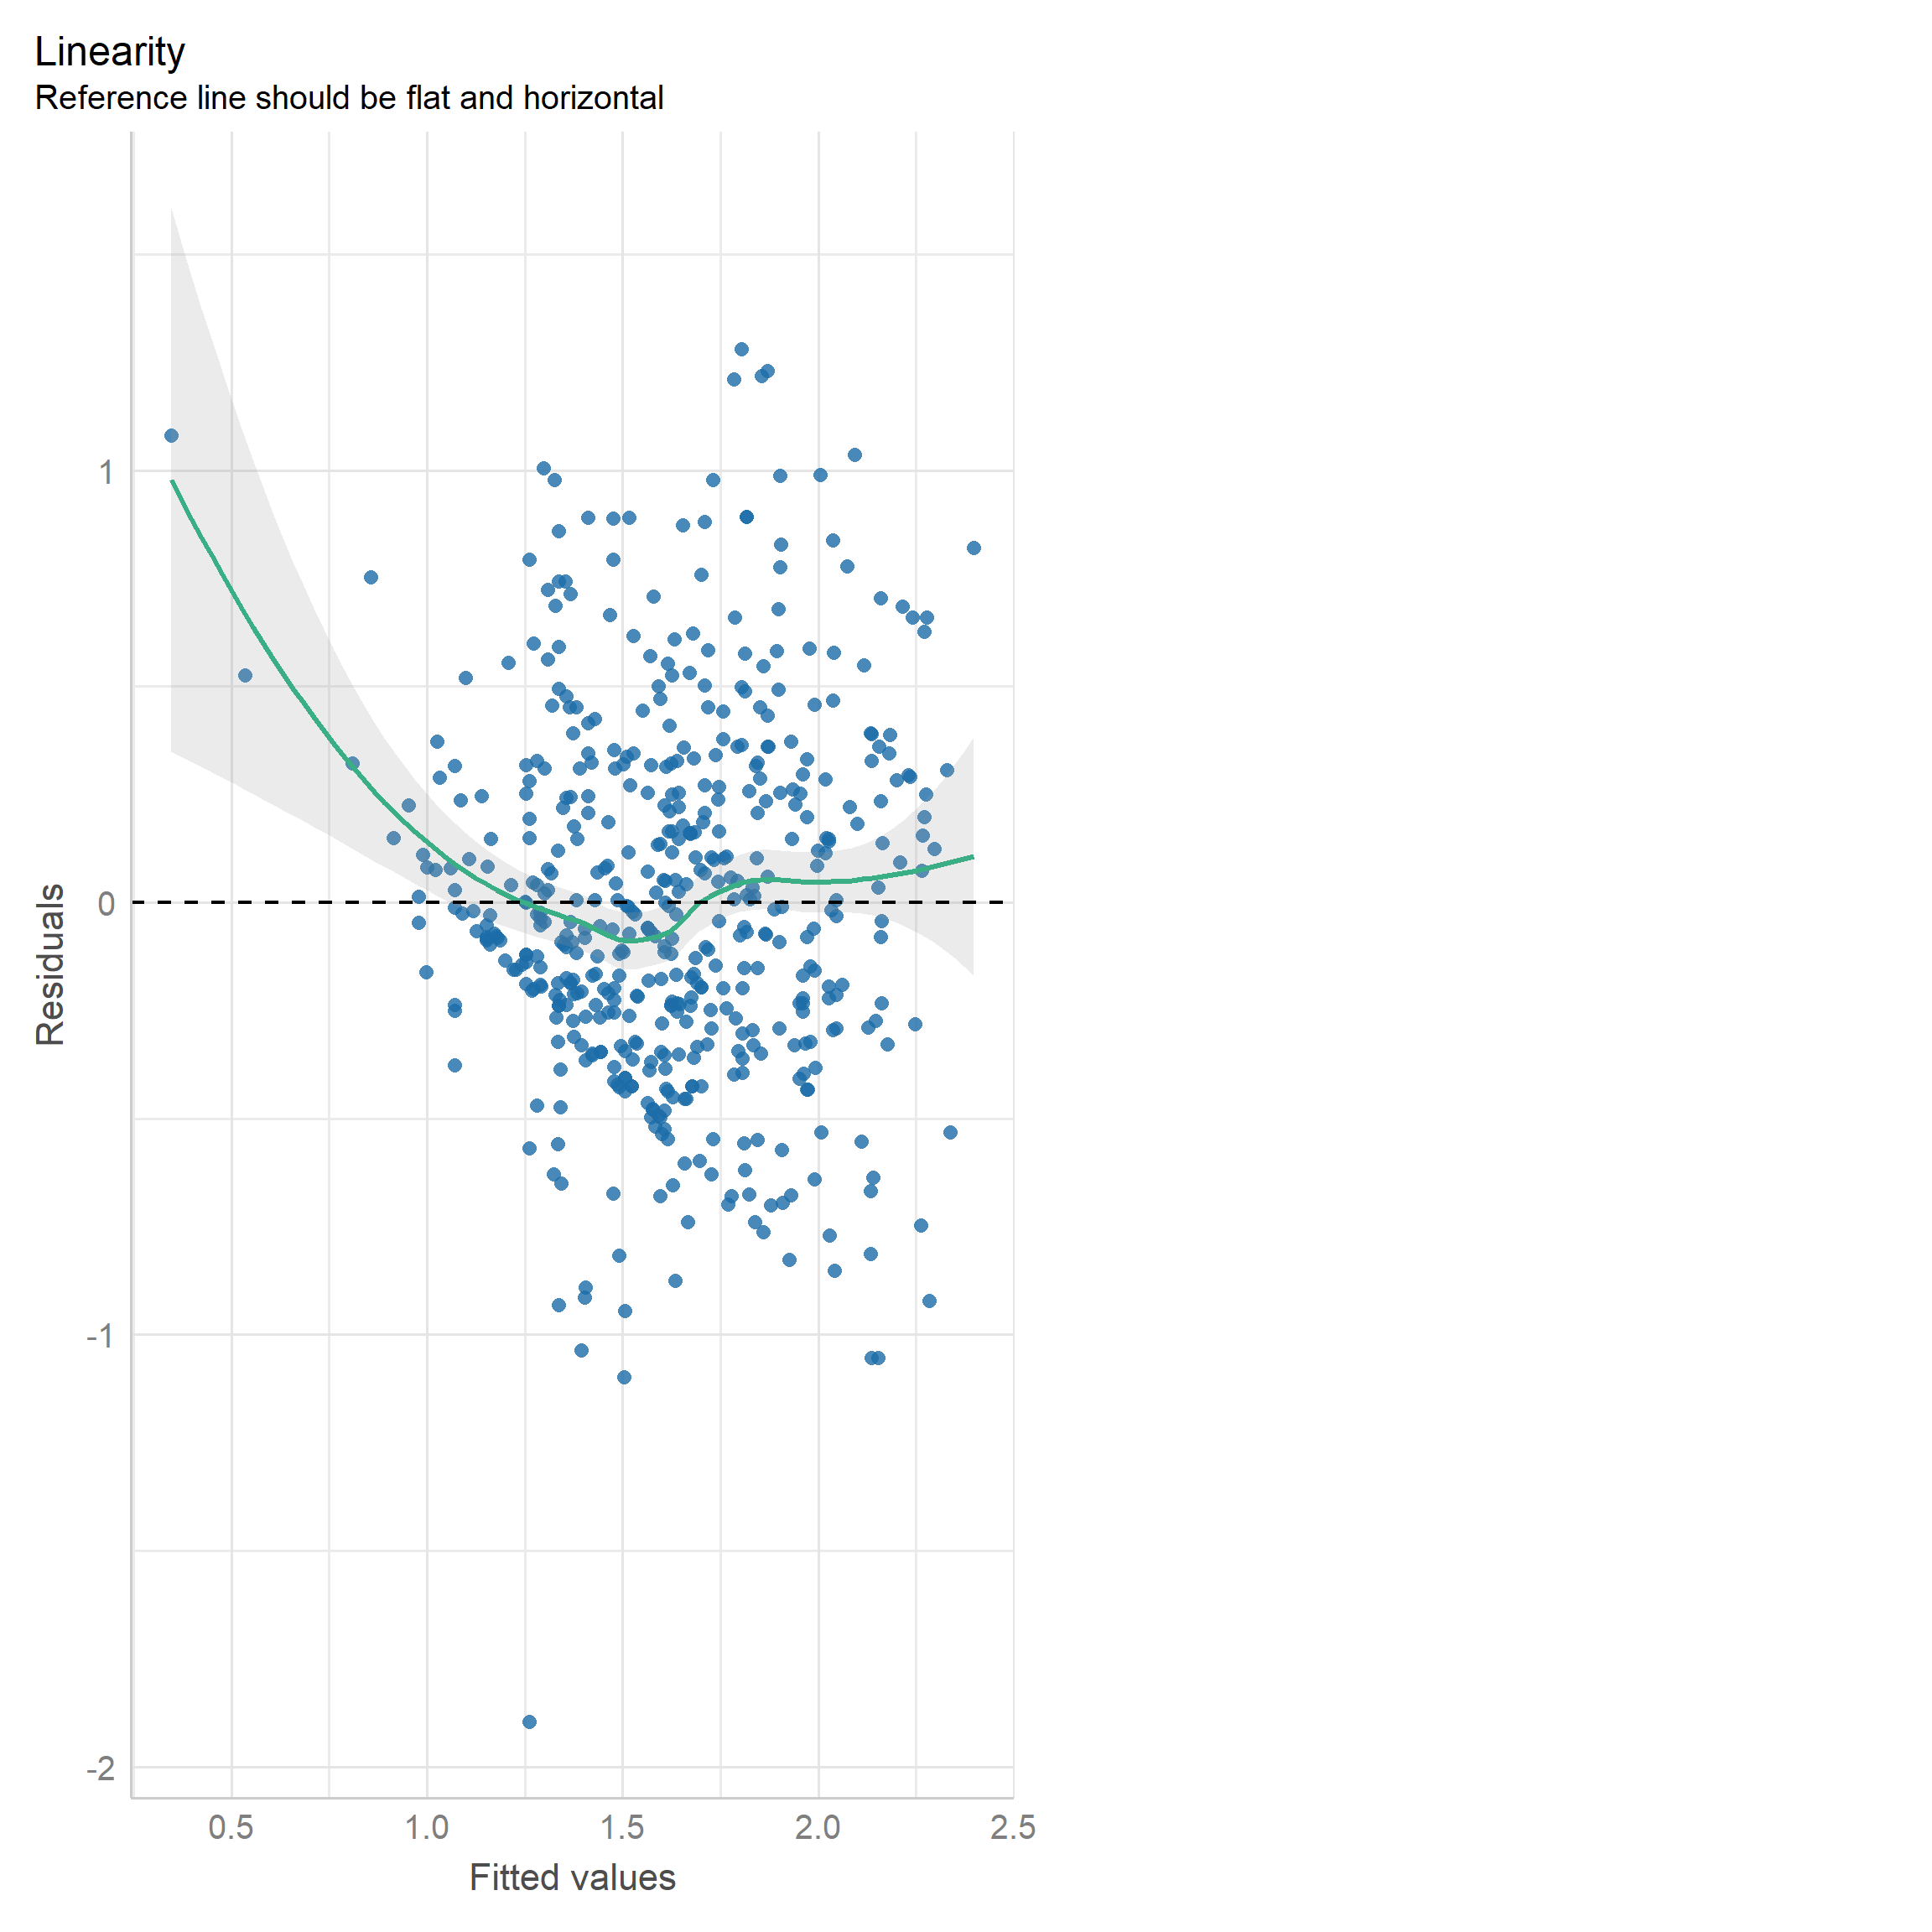 Linearity
Reference line should be flat and horizontal
Residuals
1
0
-1
-2
0.5 1.0 1.5 2.0 2.5
Fitted values